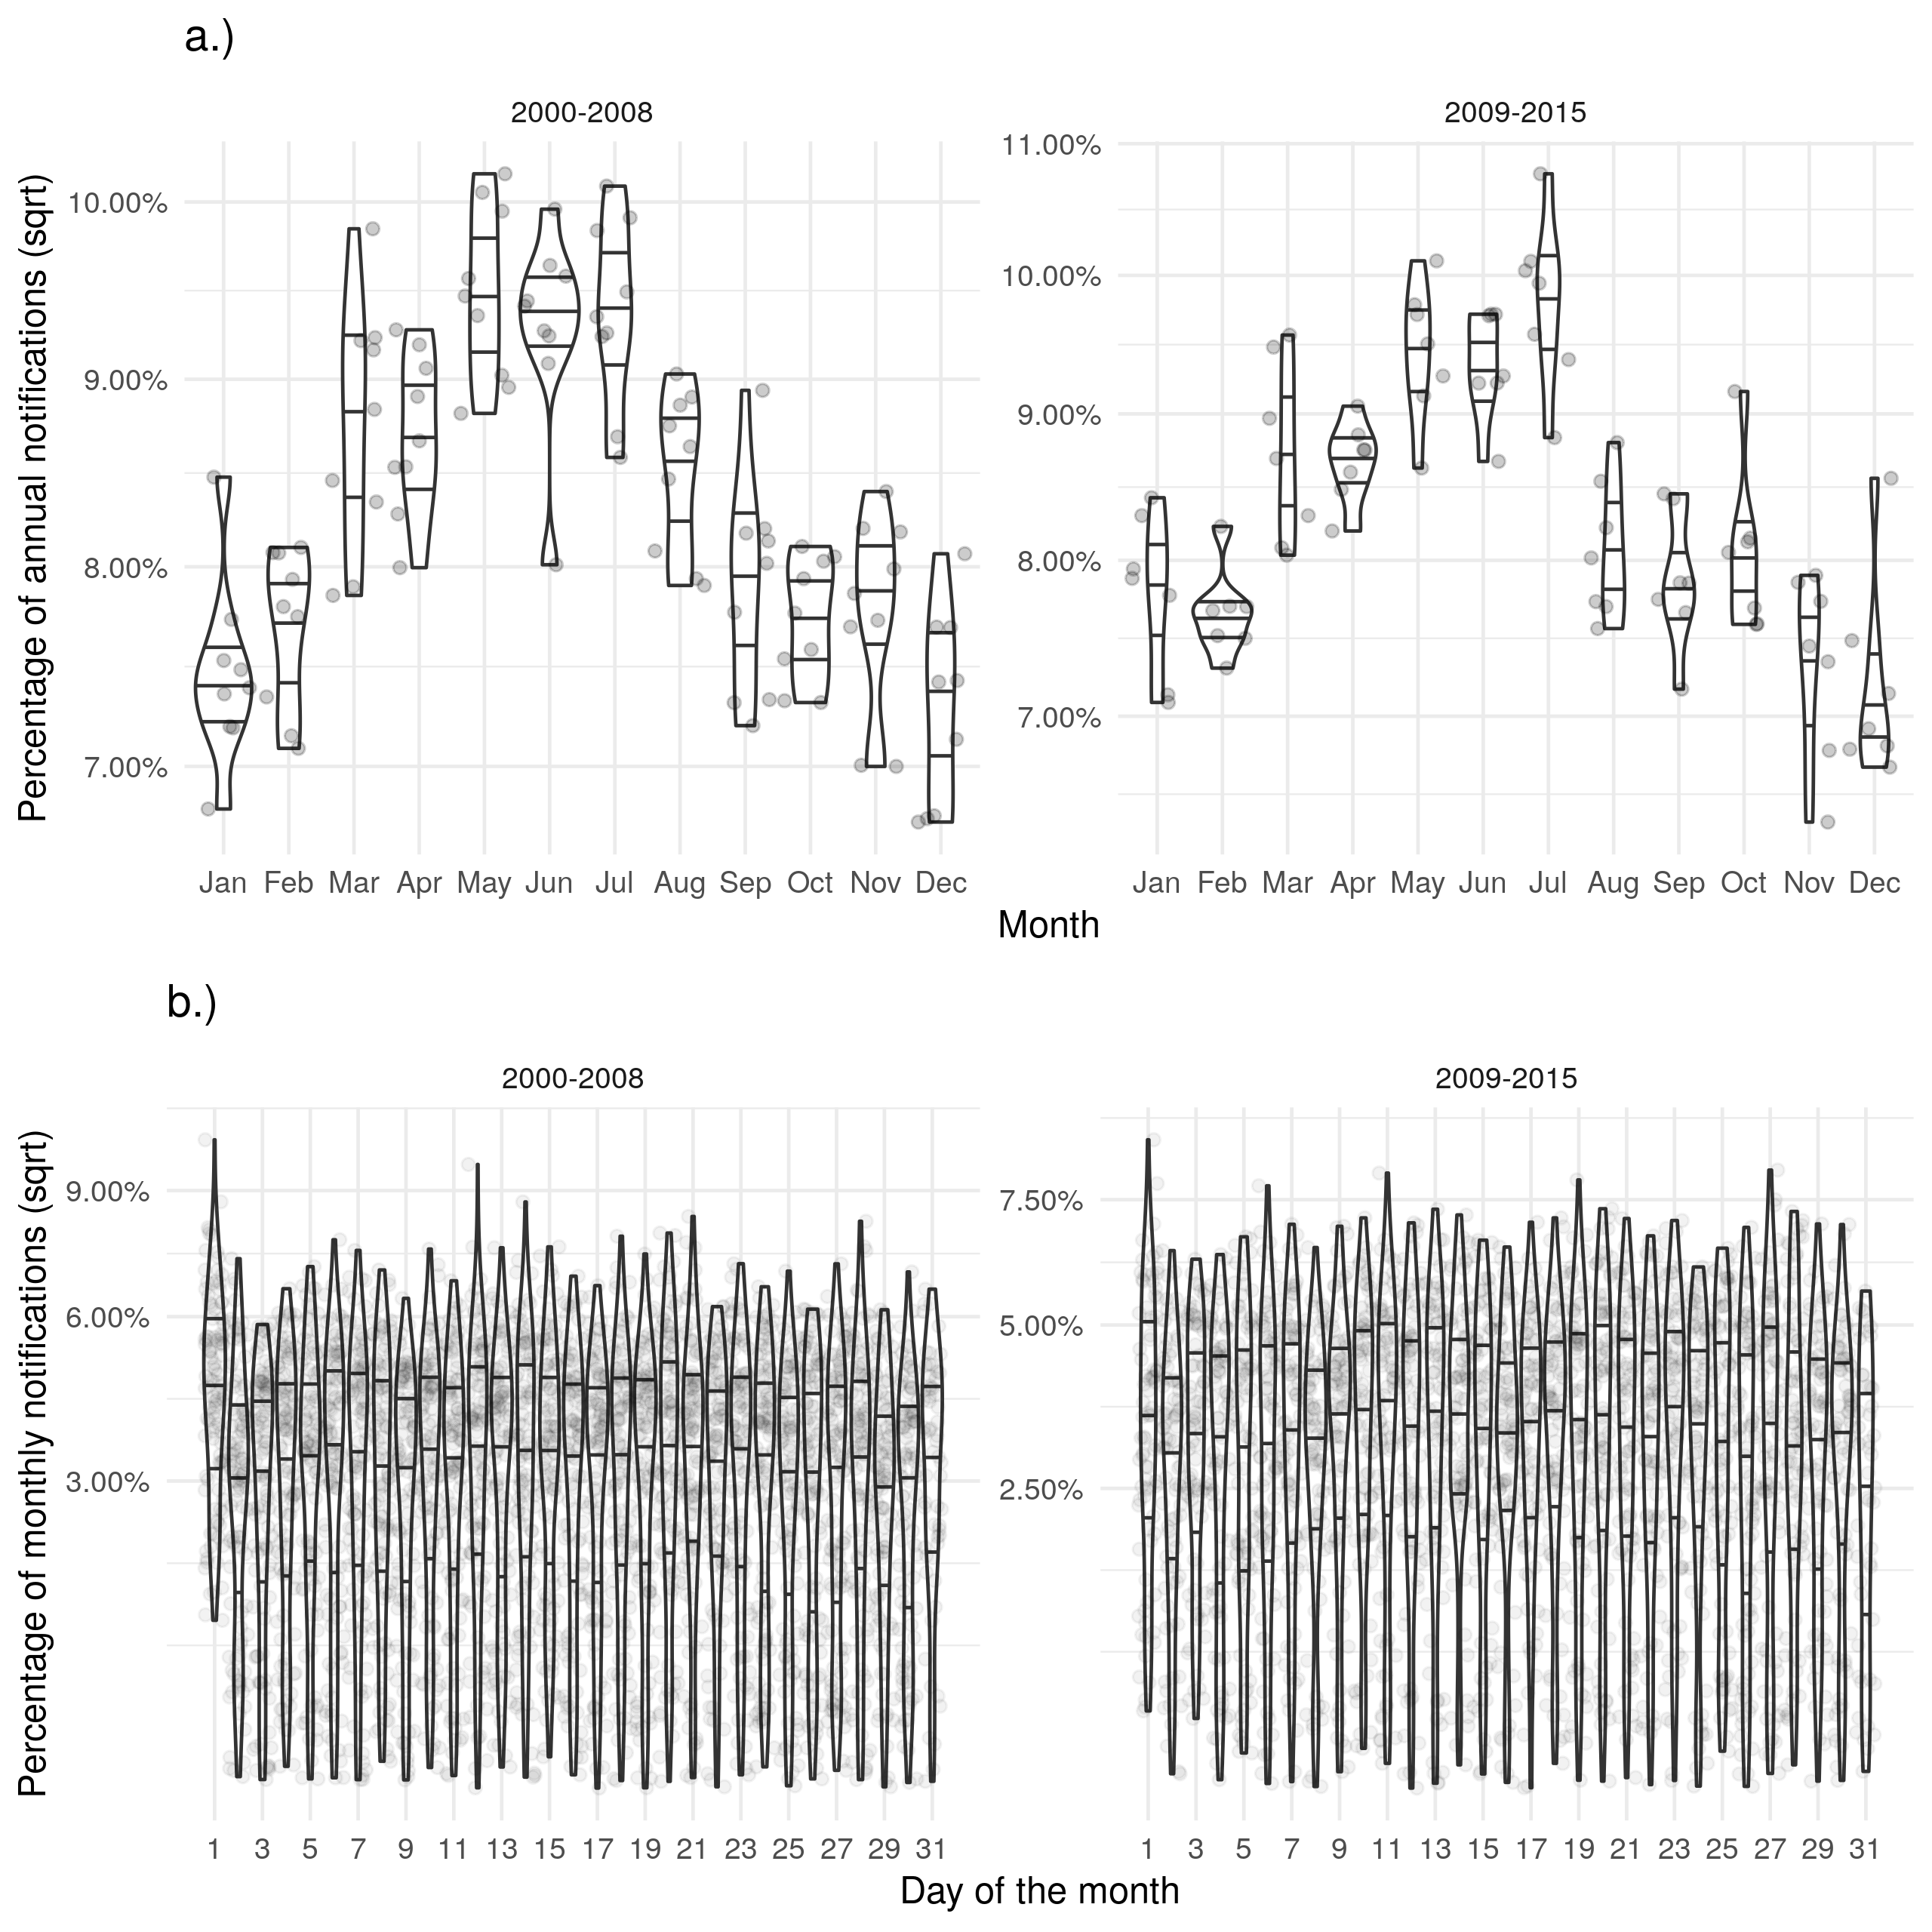 a.)
2000-2008
2009-2015
Percentage of annual notifications (sqrt)
10.00%
9.00%
8.00%
7.00%
11.00%
10.00%
9.00%
8.00%
7.00%
Jan Feb Mar Apr May Jun Jul Aug Sep Oct Nov Dec
Jan Feb Mar Apr May Jun Jul Aug Sep Oct Nov Dec
Month
b.)
2000-2008
2009-2015
Percentage of monthly notifications (sqrt)
9.00%
6.00%
3.00%
7.50%
5.00%
2.50%
1 3 5 7 9 11 13 15 17 19 21 23 25 27 29 31
1 3 5 7 9 11 13 15 17 19 21 23 25 27 29 31
Day of the month